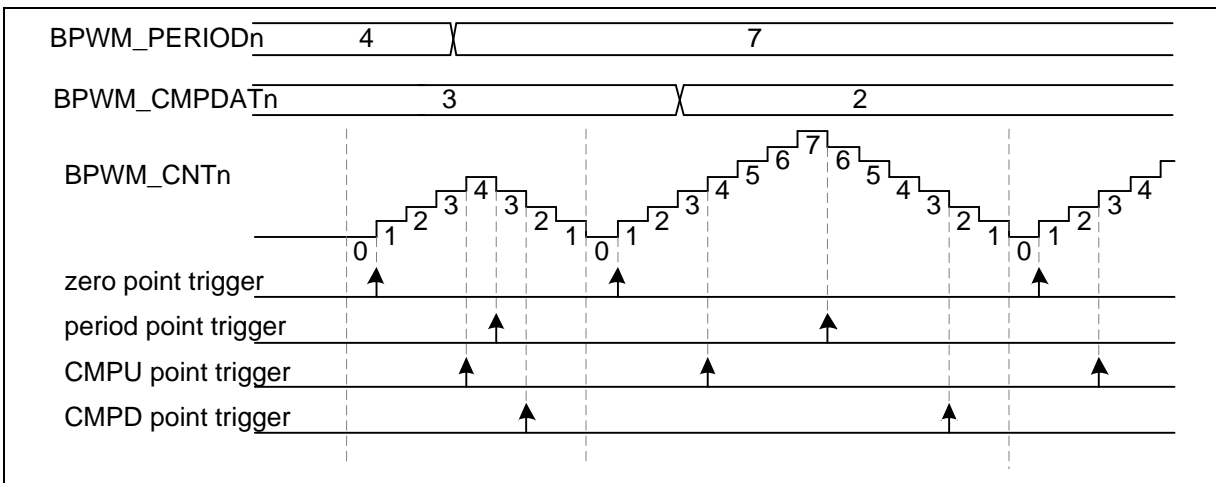 BPWM_PERIODn 4 7
BPWM_CMPDATn 3 2
BPWM_CNTn
0 1 2 3 4 3 2 1 0 1 2 3 4 5 6 7 6 5 4 3 2 1 0 1 2 3 4
zero point trigger
period point trigger
CMPU point trigger
CMPD point trigger